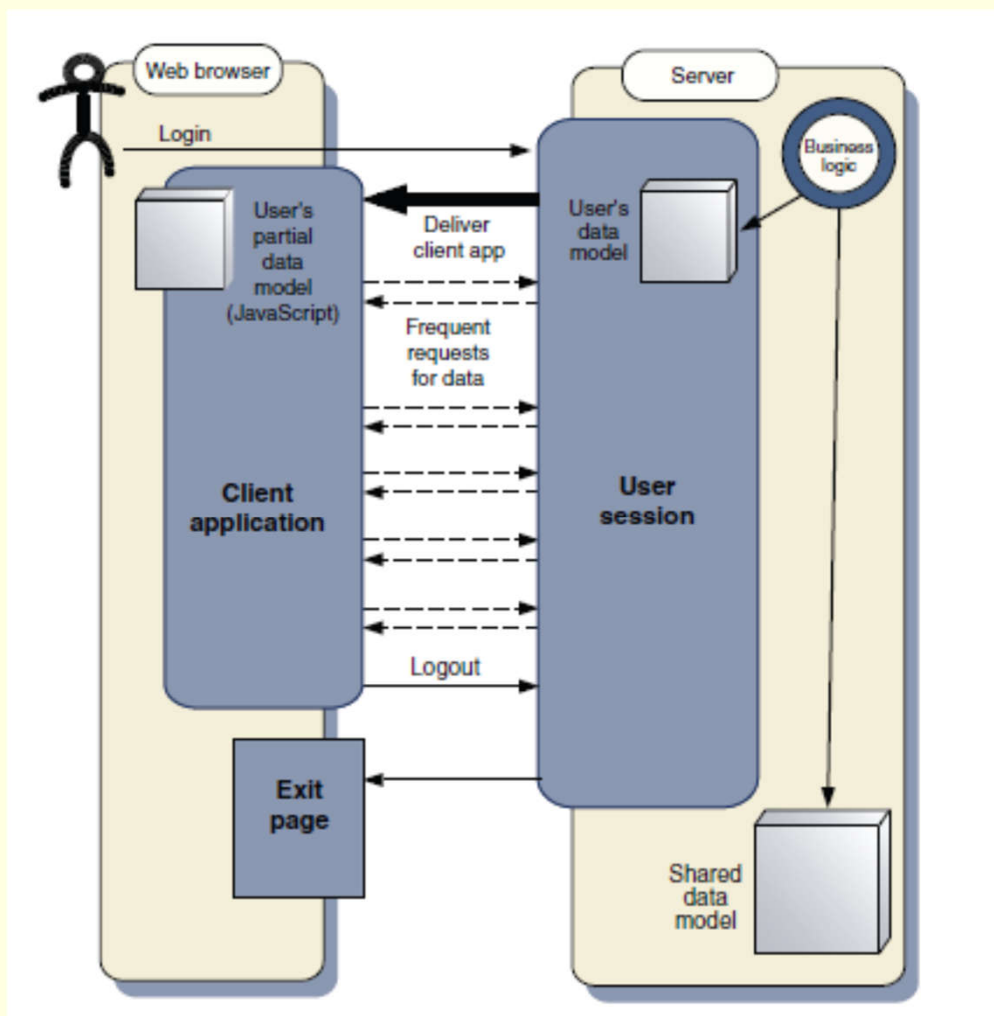 Web browser
Server
Login
Business
logic
User's
partial
data
model
(JavaScript)
Deliver
client app
User's
data
model
Frequent
requests
for data
Client
application
User
session
Logout
Exit
page
Shared
data
model